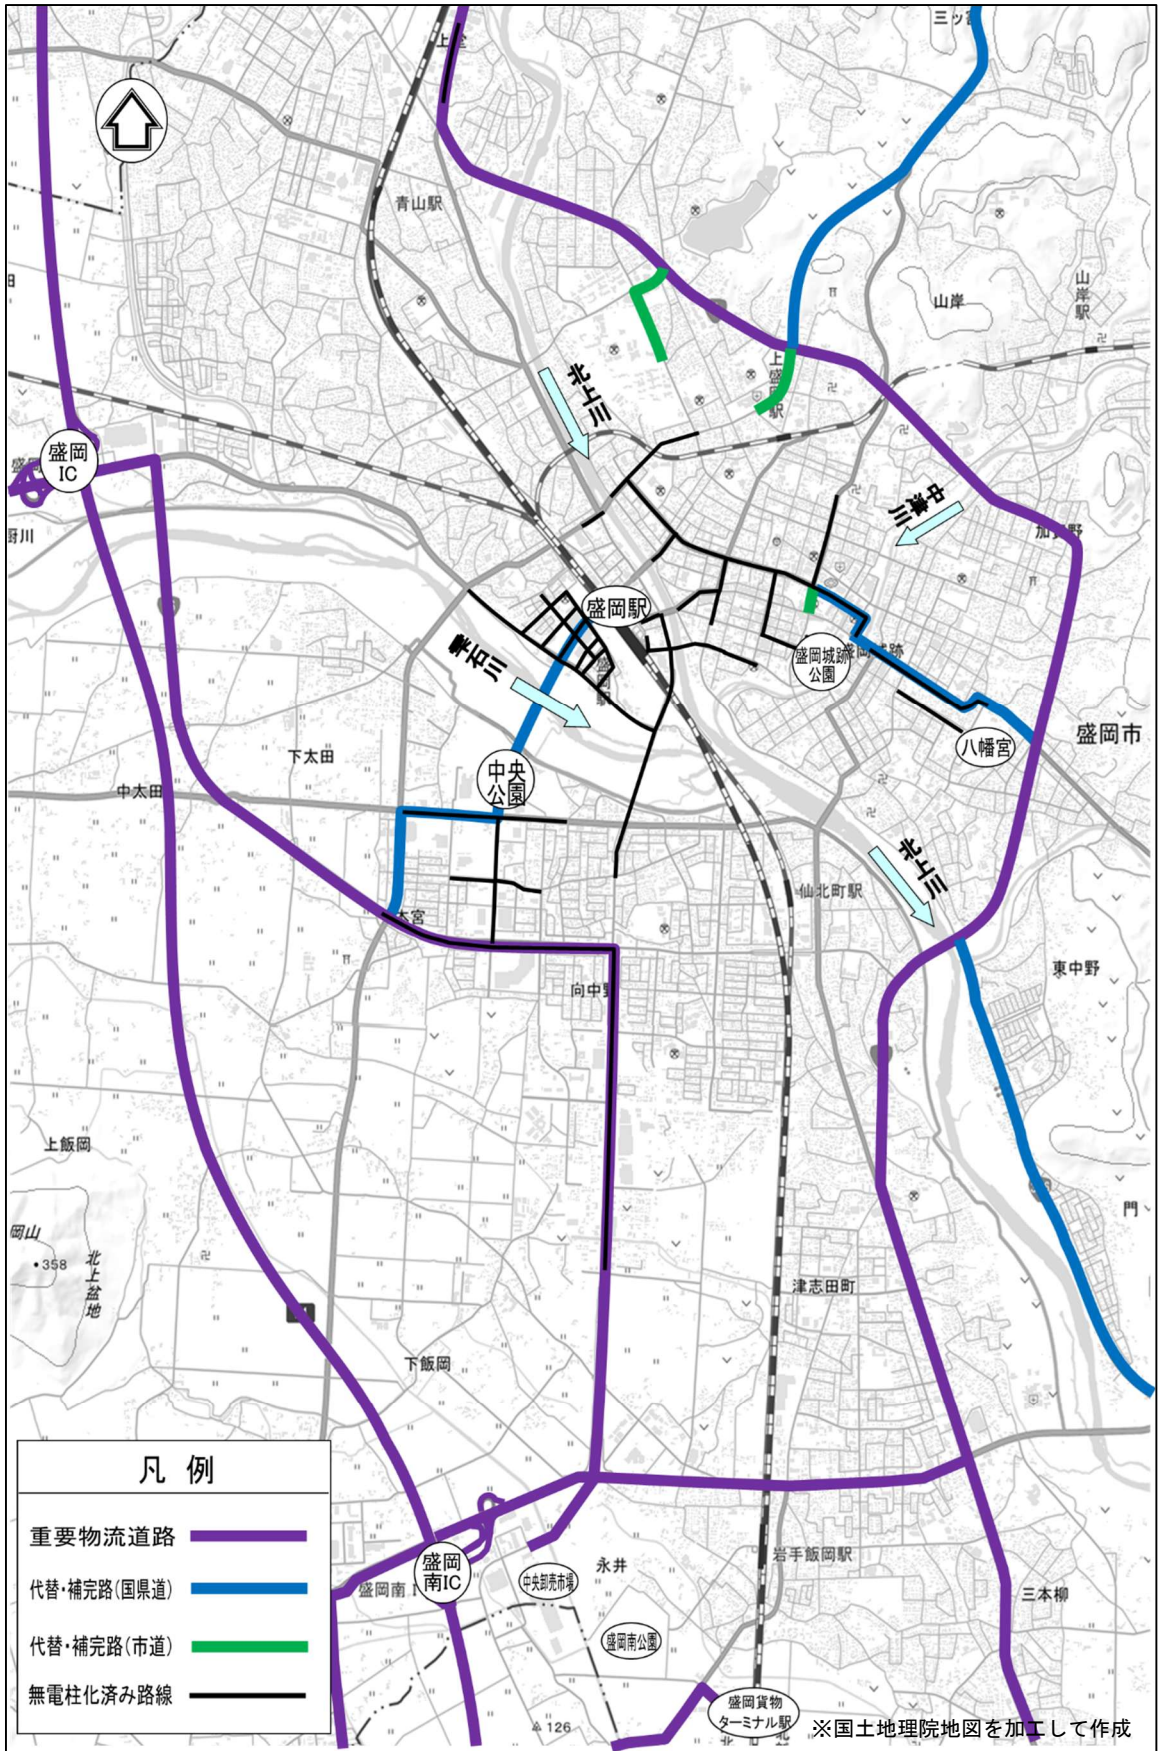 上堂
青山駅
山岸
山岸駅
上盛岡駅
北上川
盛岡
IC
中津川
加賀野
厨川
盛岡駅
盛岡城跡
公園
雫石川
盛岡市
八幡宮
下太田
中央
公園
中太田
北上川
仙北町駅
本宮
東中野
向中野
上飯岡
門
岡山
358
北上盆地
津志田町
下飯岡
凡 例
重要物流道路
代替・補完路(国県道)
代替・補完路(市道)
無電柱化済み路線
盛岡
南IC
盛岡南I
中央卸売市場
永井
岩手飯岡駅
三本柳
盛岡南公園
盛岡貨物
ターミナル駅
126
※国土地理院地図を加工して作成